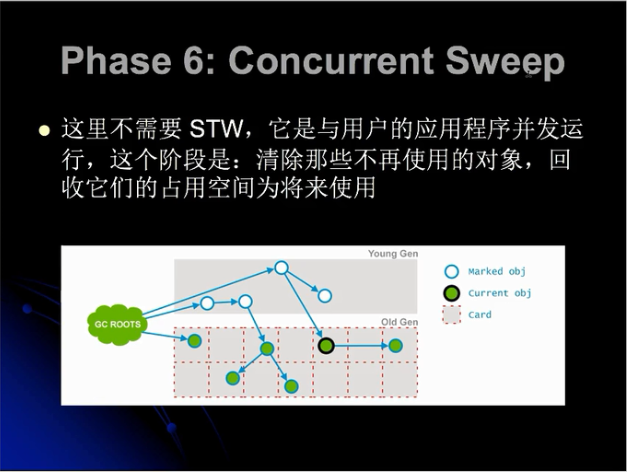 Phase 6: Concurrent Sweep
这里不需要 STW，它是与用户的应用程序并发运
行，这个阶段是：清除那些不再使用的对象，回
收它们的占用空间为将来使用
Young Gen
Marked obj
Current obj
Card
GC ROOTS
Old Gen